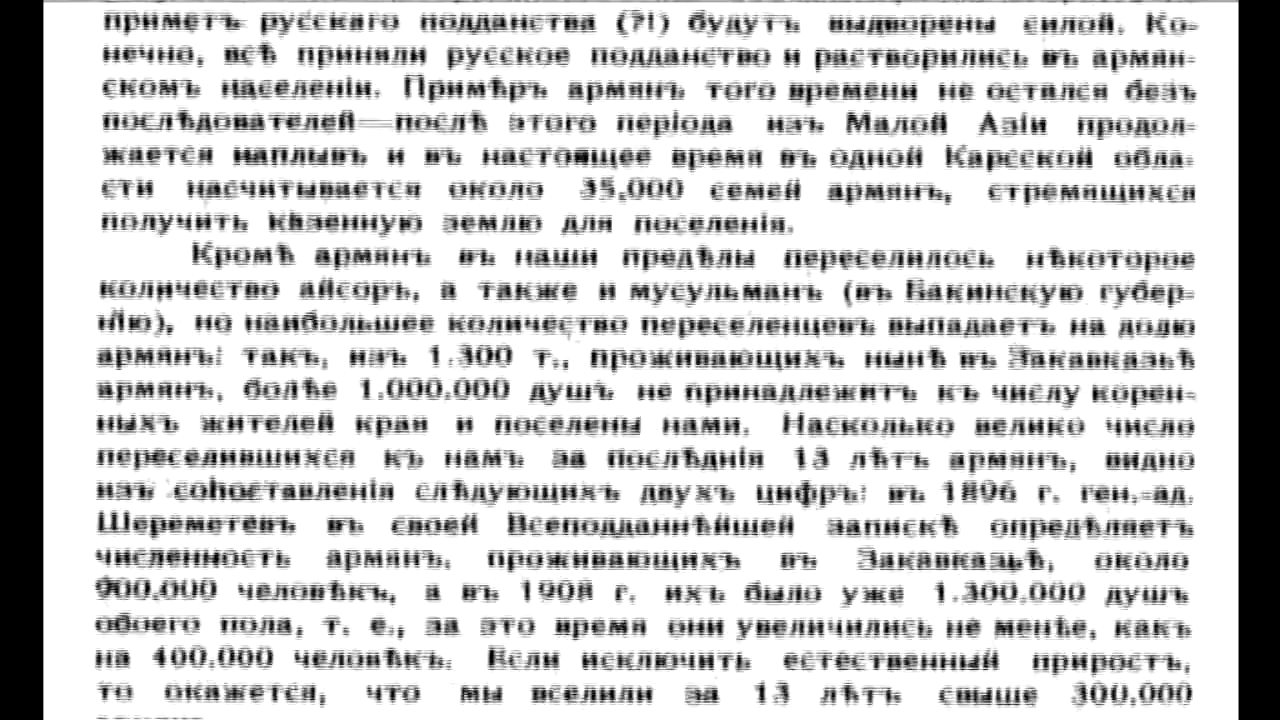 приметъ русскаго подданства (?!) будутъ выдворены силой. Ко-
нечно, всѣ приняли русское подданство и растворились въ армян-
скомъ населеніи. Примѣръ армянъ того времени не остался безъ
послѣдователей—послѣ этого періода изъ Малой Азіи продол-
жается наплывъ и въ настоящее время въ одной Карсской обла-
сти насчитывается около 35.000 семей армянъ, стремящихся
получить казенную землю для поселенія.
Кромѣ армянъ въ наши предѣлы переселилось нѣкоторое
количество айсоръ, а также и мусульманъ (въ Бакинскую губер-
нію), но наибольшее количество переселенцевъ выпадаетъ на долю
армянъ: такъ, изъ 1.300 т., проживающихъ нынѣ въ Закавказьѣ
армянъ, болѣе 1.000.000 душъ не принадлежитъ къ числу корен-
ныхъ жителей края и поселены нами. Насколько велико число
переселившихся къ намъ за послѣднія 13 лѣтъ армянъ, видно
изъ сопоставленія слѣдующихъ двухъ цифръ: въ 1896 г. ген.-ад.
Шереметевъ въ своей Всеподданнѣйшей запискѣ опредѣляетъ
численность армянъ, проживающихъ въ Закавказьѣ, около
900.000 человѣкъ, а въ 1908 г. ихъ было уже 1.300.000 душъ
обоего пола, т. е., за это время они увеличились не менѣе, какъ
на 400.000 человѣкъ. Если исключить естественный приростъ,
то окажется, что мы вселили за 13 лѣтъ свыше 300.000